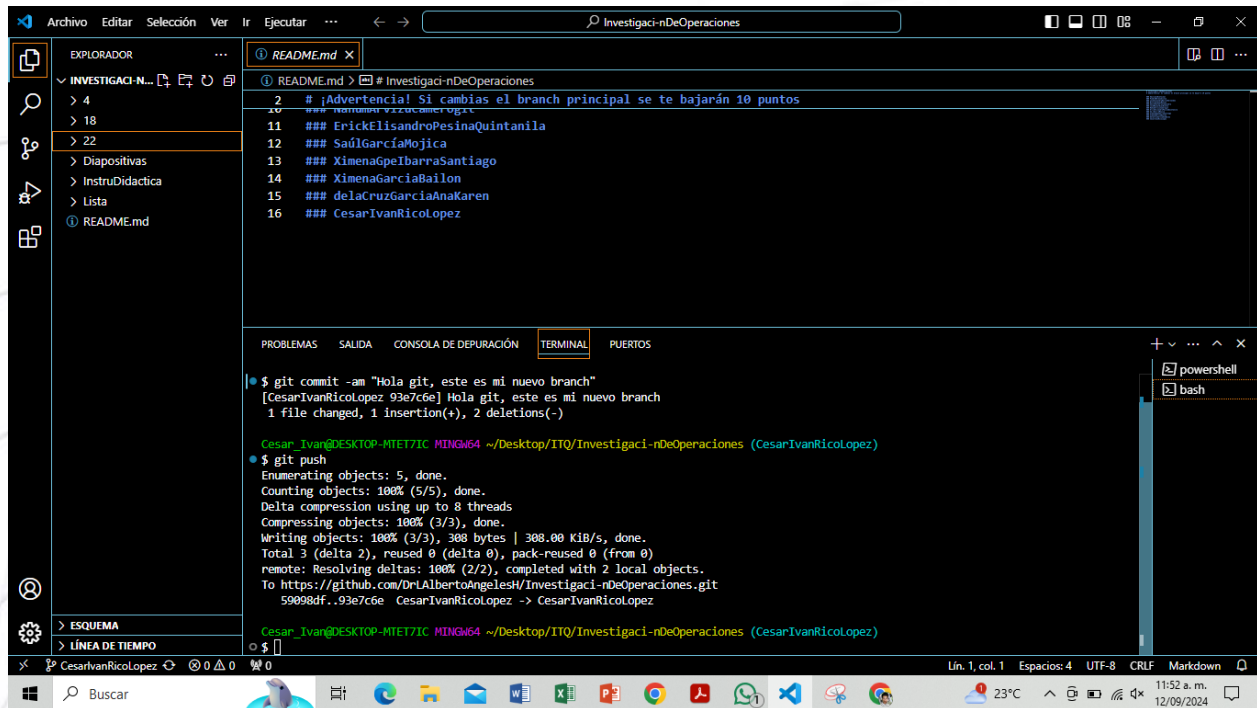 Archivo Editar Selección Ver Ir Ejecutar ··· Investigaci-nDeOperaciones
EXPLORADOR ···
INVESTIGACI-N...
4
18
22
Diapositivas
InstruDidactica
Lista
README.md
ESQUEMA
LÍNEA DE TIEMPO
README.md
README.md > # Investigaci-nDeOperaciones
2 # ¡Advertencia! Si cambias el branch principal se te bajarán 10 puntos
11 ### ErickElisandroPesinaQuintanila
12 ### SaúlGarcíaMojica
13 ### XimenaGpeIbarraSantiago
14 ### XimenaGarciaBailon
15 ### delaCruzGarciaAnaKaren
16 ### CesarIvanRicoLopez
PROBLEMAS SALIDA CONSOLA DE DEPURACIÓN TERMINAL PUERTOS
powershell
bash
$ git commit -am "Hola git, este es mi nuevo branch"
[CesarIvanRicoLopez 93e7c6e] Hola git, este es mi nuevo branch
1 file changed, 1 insertion(+), 2 deletions(-)
Cesar_Ivan@DESKTOP-MTET7IC MINGW64 ~/Desktop/ITQ/Investigaci-nDeOperaciones (CesarIvanRicoLopez)
$ git push
Enumerating objects: 5, done.
Counting objects: 100% (5/5), done.
Delta compression using up to 8 threads
Compressing objects: 100% (3/3), done.
Writing objects: 100% (3/3), 308 bytes | 308.00 KiB/s, done.
Total 3 (delta 2), reused 0 (delta 0), pack-reused 0 (from 0)
remote: Resolving deltas: 100% (2/2), completed with 2 local objects.
To https://github.com/DrLAlbertoAngelesH/Investigaci-nDeOperaciones.git
59098df..93e7c6e CesarIvanRicoLopez -> CesarIvanRicoLopez
Cesar_Ivan@DESKTOP-MTET7IC MINGW64 ~/Desktop/ITQ/Investigaci-nDeOperaciones (CesarIvanRicoLopez)
$
CesarIvanRicoLopez 0 0 0 Lín. 1, col. 1 Espacios: 4 UTF-8 CRLF Markdown
Buscar 23°C 11:52 a. m.
12/09/2024